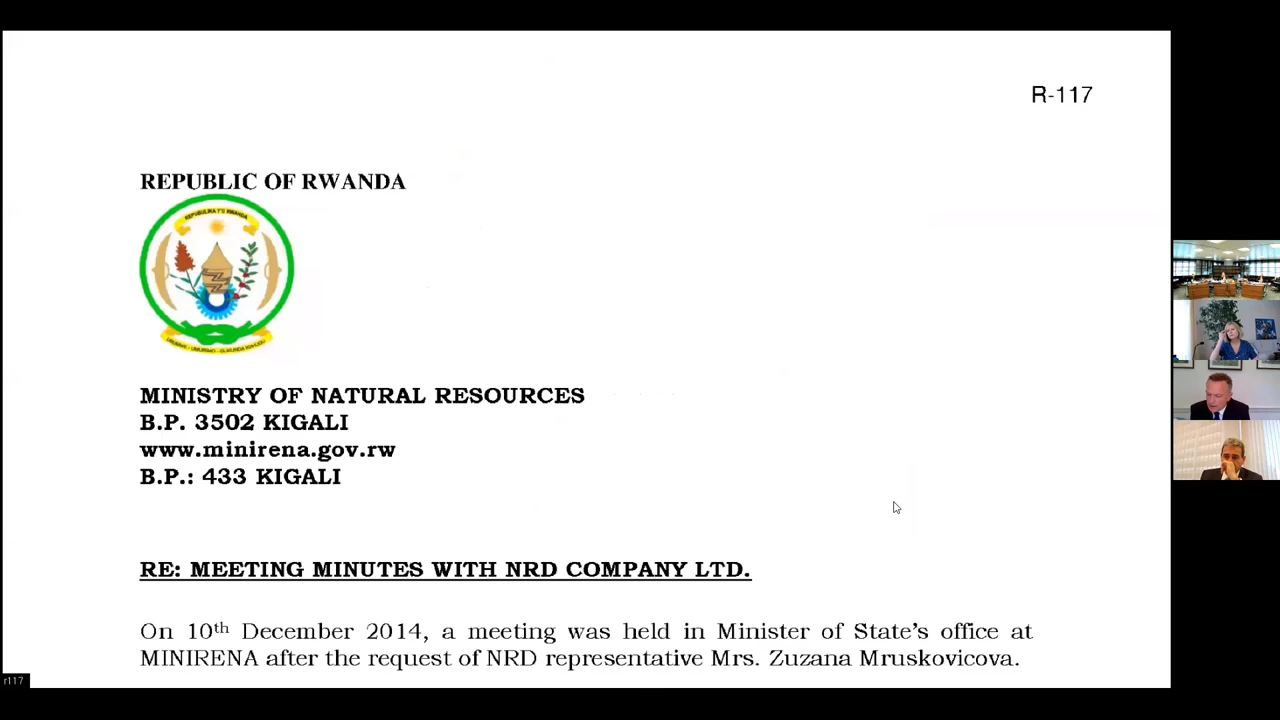 R-117
REPUBLIC OF RWANDA
REPUBULIKA Y'U RWANDA
MINISTRY OF NATURAL RESOURCES
B.P. 3502 KIGALI
www.minirena.gov.rw
B.P.: 433 KIGALI
RE: MEETING MINUTES WITH NRD COMPANY LTD.
On 10th December 2014, a meeting was held in Minister of State's office at
MINIRENA after the request of NRD representative Mrs. Zuzana Mruskovicova.
r117